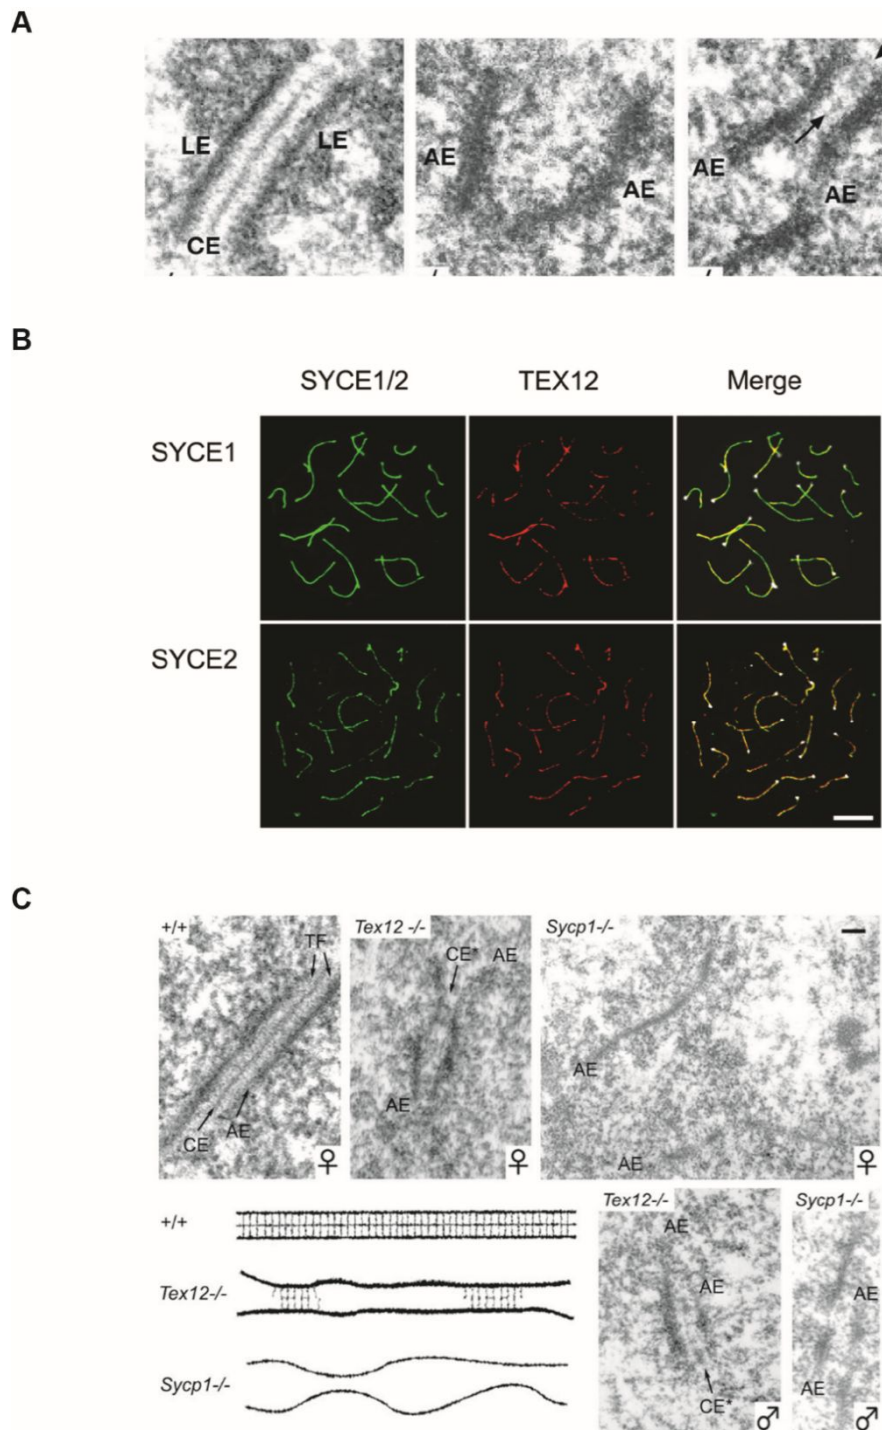 A
LE LE CE
AE AE
AE AE
B
SYCE1/2 TEX12 Merge
SYCE1
SYCE2
C
+/+ TF CE AE ♀
Tex12 -/- CE* AE AE ♀
Sycp1-/- AE AE ♀
+/+
Tex12-/-
Sycp1-/-
Tex12-/- AE AE CE* ♂
Sycp1-/- AE AE ♂